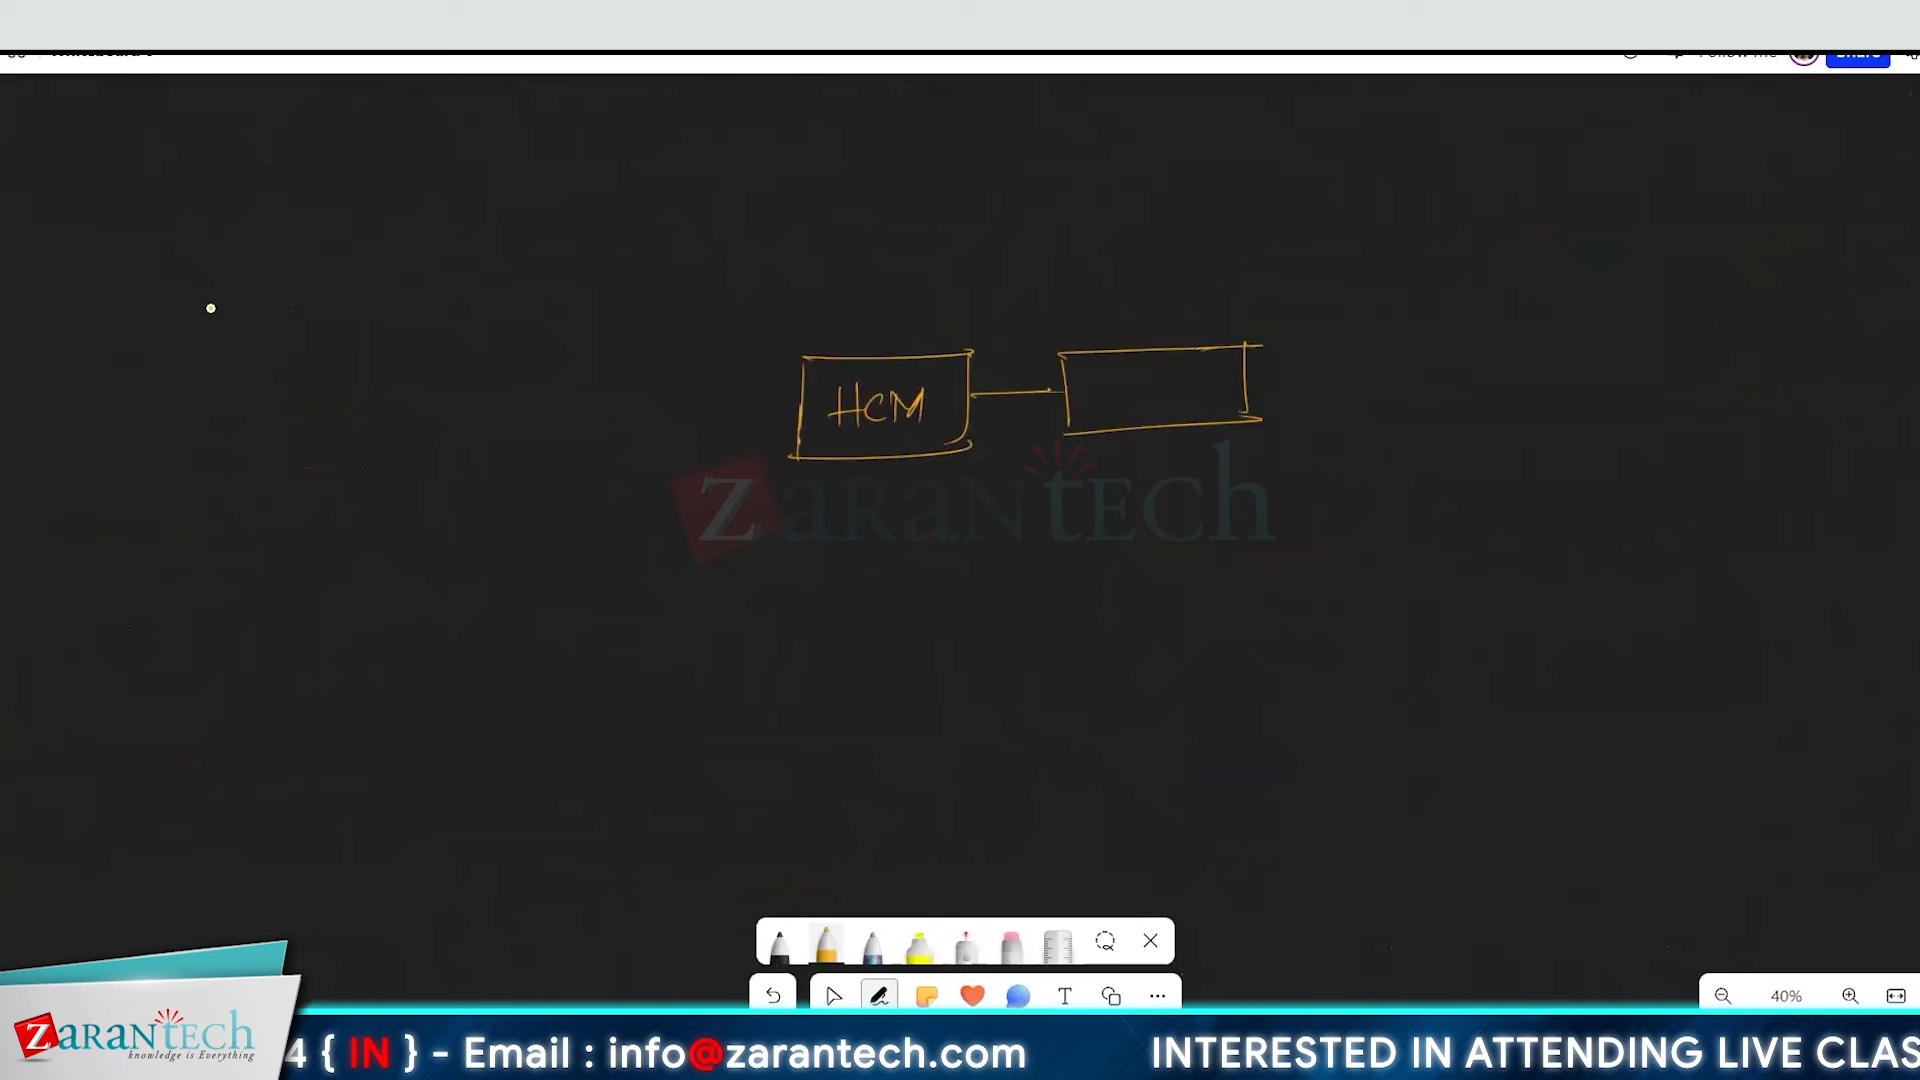 HCM
ZARANTECH
40%
ZARANTECH
knowledge is Everything
4 { IN } - Email : info@zarantech.com
INTERESTED IN ATTENDING LIVE CLAS